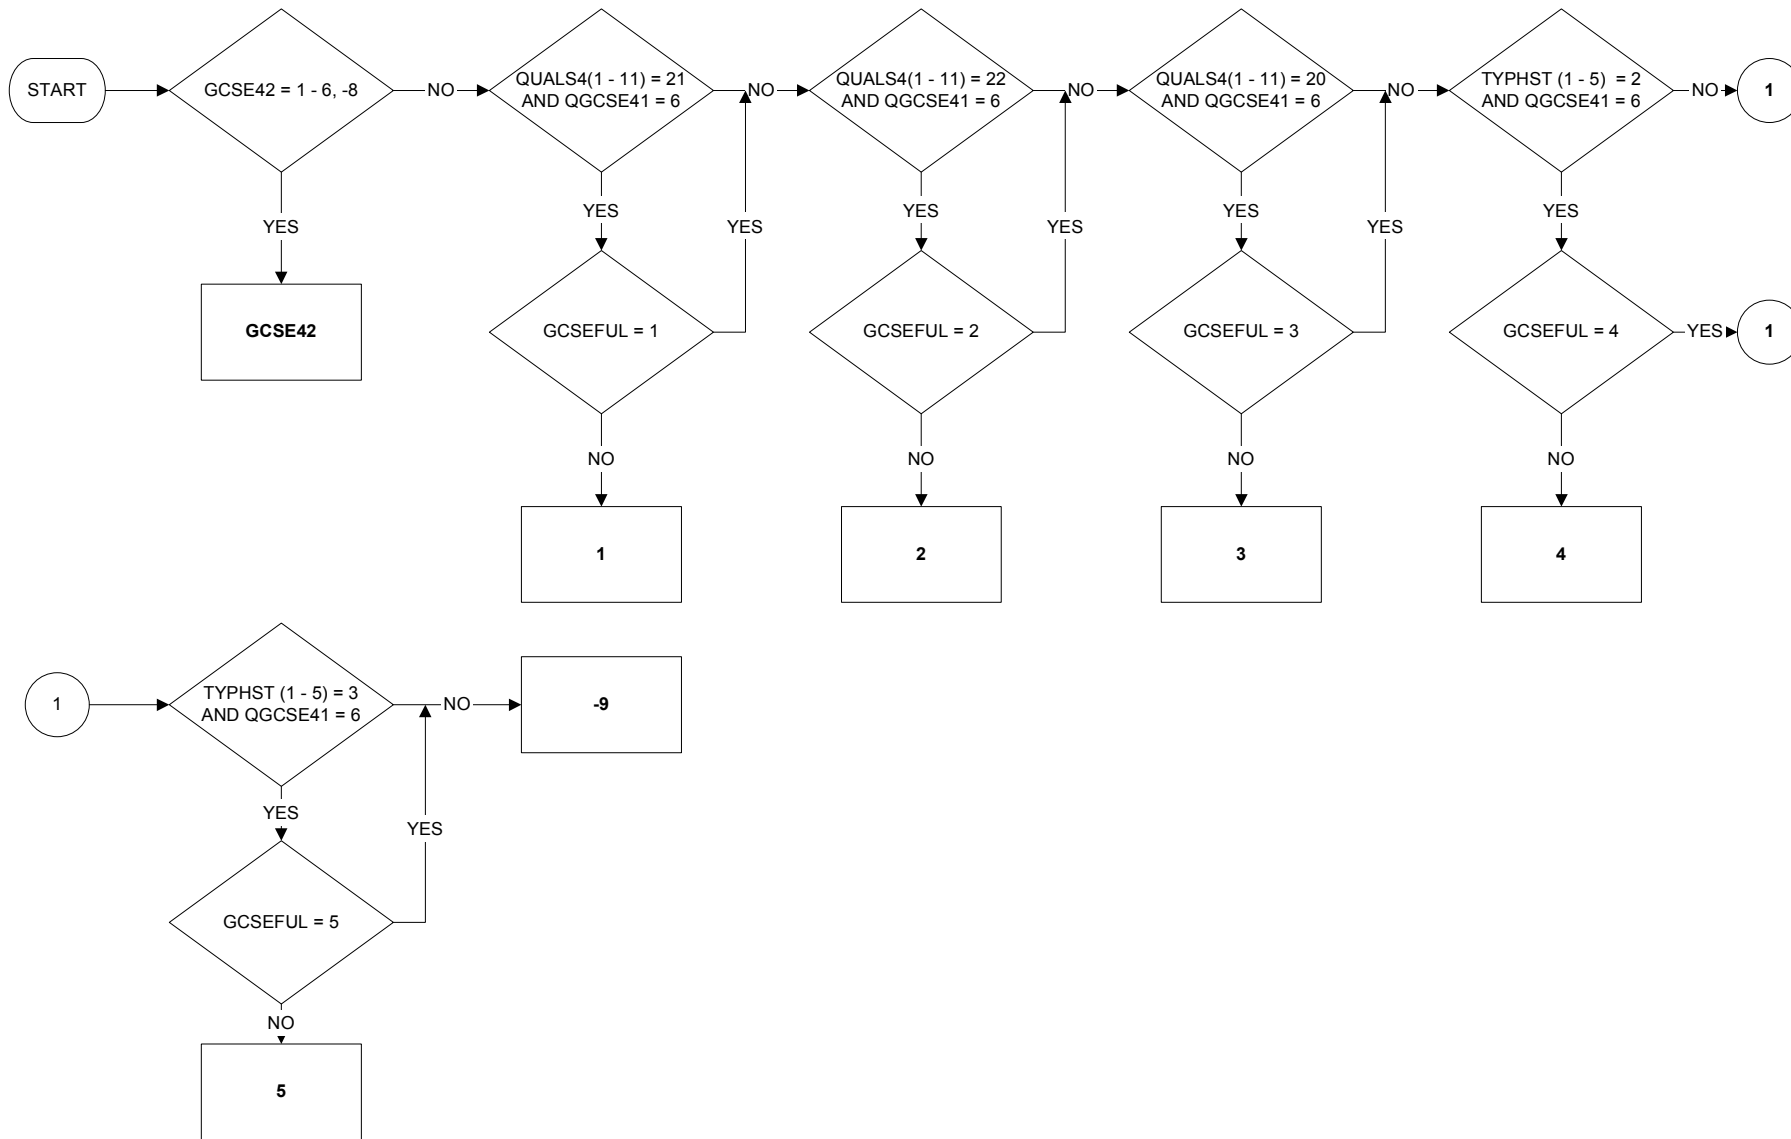 START
GCSE42 = 1 - 6, -8
NO
QUALS4(1 - 11) = 21
AND QGCSE41 = 6
NO
QUALS4(1 - 11) = 22
AND QGCSE41 = 6
NO
QUALS4(1 - 11) = 20
AND QGCSE41 = 6
NO
TYPHST (1 - 5)  = 2
AND QGCSE41 = 6
NO
1
YES
YES
YES
YES
YES
YES
YES
YES
GCSE42
GCSEFUL = 1
GCSEFUL = 2
GCSEFUL = 3
GCSEFUL = 4
YES
1
NO
NO
NO
NO
1
2
3
4
1
TYPHST (1 - 5) = 3
AND QGCSE41 = 6
NO
-9
YES
YES
GCSEFUL = 5
NO
5